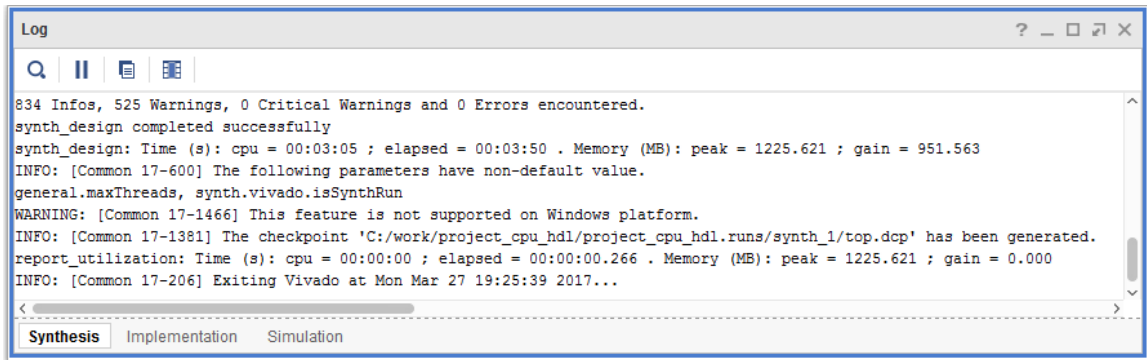 Log
834 Infos, 525 Warnings, 0 Critical Warnings and 0 Errors encountered.
synth_design completed successfully
synth_design: Time (s): cpu = 00:03:05 ; elapsed = 00:03:50 . Memory (MB): peak = 1225.621 ; gain = 951.563
INFO: [Common 17-600] The following parameters have non-default value.
general.maxThreads, synth.vivado.isSynthRun
WARNING: [Common 17-1466] This feature is not supported on Windows platform.
INFO: [Common 17-1381] The checkpoint 'C:/work/project_cpu_hdl/project_cpu_hdl.runs/synth_1/top.dcp' has been generated.
report_utilization: Time (s): cpu = 00:00:00 ; elapsed = 00:00:00.266 . Memory (MB): peak = 1225.621 ; gain = 0.000
INFO: [Common 17-206] Exiting Vivado at Mon Mar 27 19:25:39 2017...
Synthesis Implementation Simulation